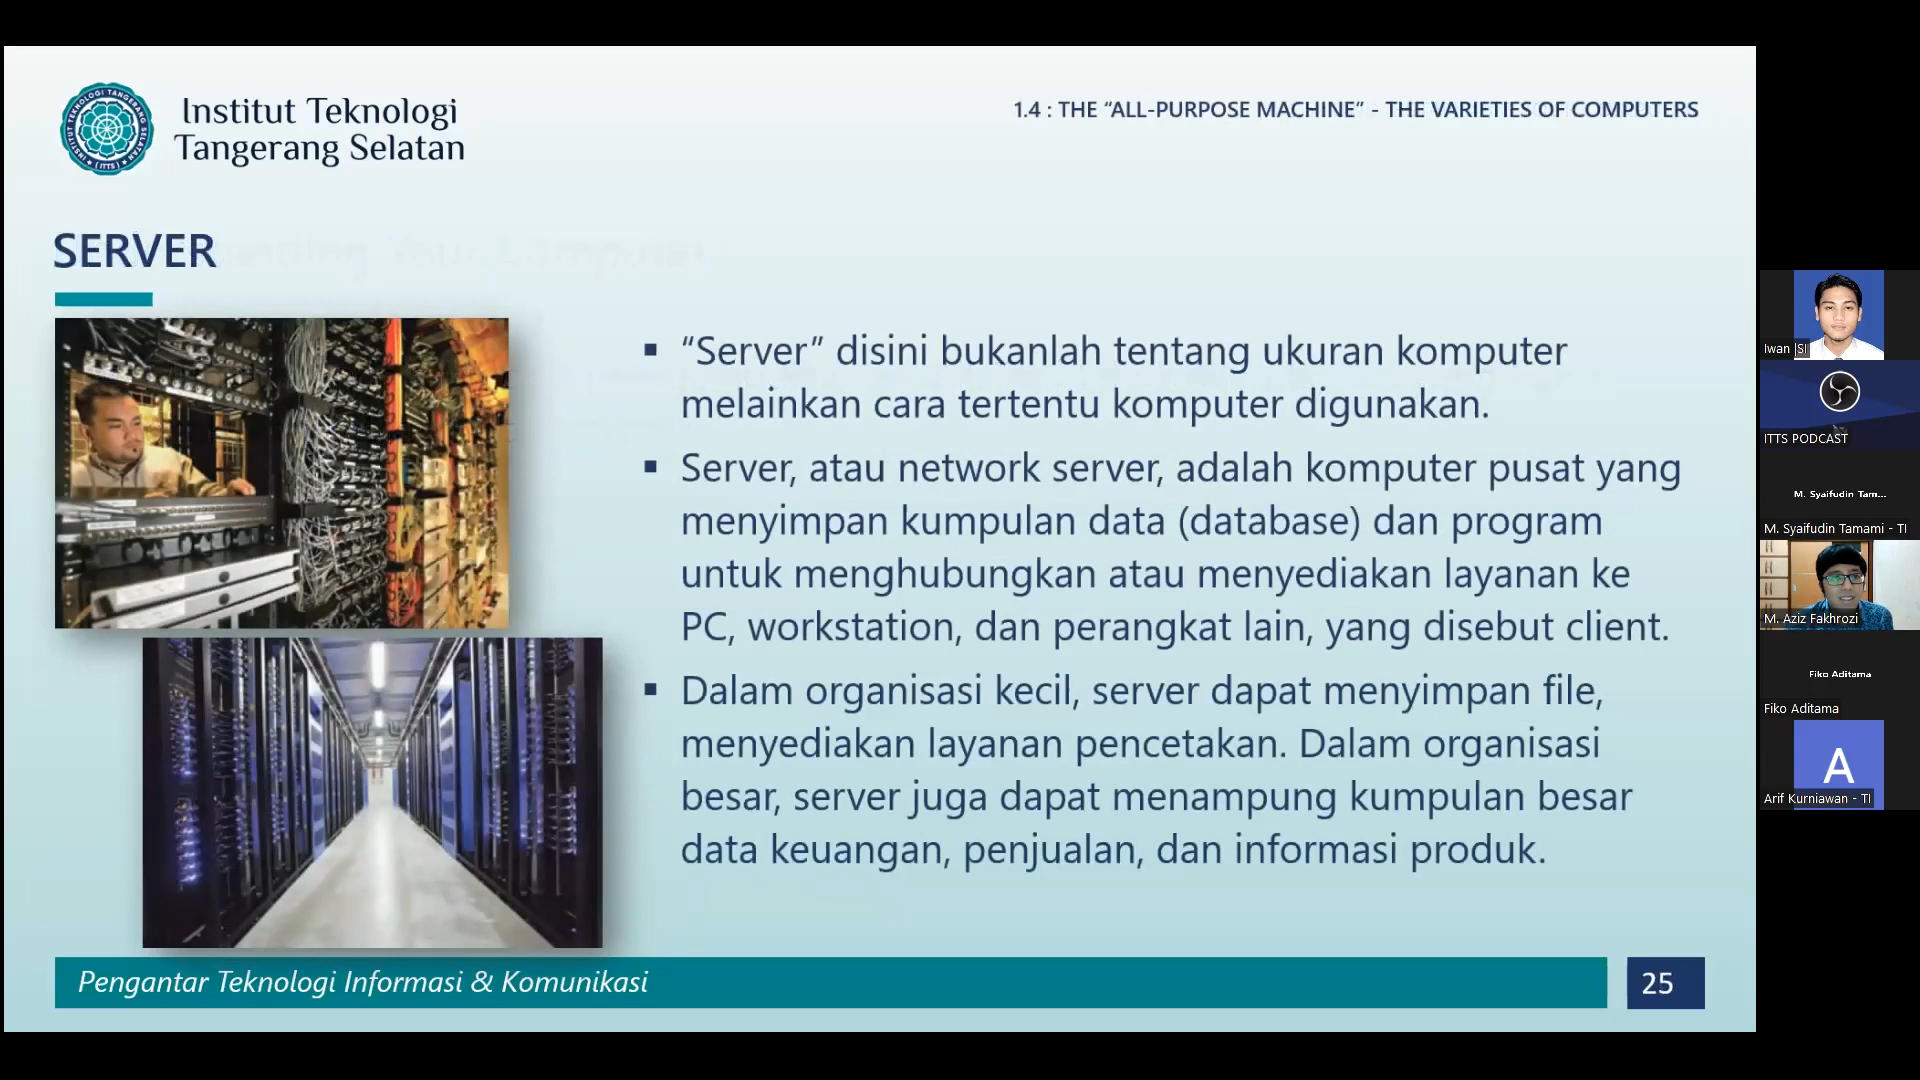 Institut Teknologi
Tangerang Selatan
INSTITUT TEKNOLOGI TANGERANG SELATAN
(ITTS)
1.4 : THE “ALL-PURPOSE MACHINE” - THE VARIETIES OF COMPUTERS
SERVER
▪ “Server” disini bukanlah tentang ukuran komputer
melainkan cara tertentu komputer digunakan.
▪ Server, atau network server, adalah komputer pusat yang
menyimpan kumpulan data (database) dan program
untuk menghubungkan atau menyediakan layanan ke
PC, workstation, dan perangkat lain, yang disebut client.
▪ Dalam organisasi kecil, server dapat menyimpan file,
menyediakan layanan pencetakan. Dalam organisasi
besar, server juga dapat menampung kumpulan besar
data keuangan, penjualan, dan informasi produk.
Pengantar Teknologi Informasi & Komunikasi
25
Iwan |SI
ITTS PODCAST
M. Syaifudin Tam...
M. Syaifudin Tamami - TI
M. Aziz Fakhrozi
Fiko Aditama
Fiko Aditama
A
Arif Kurniawan - TI